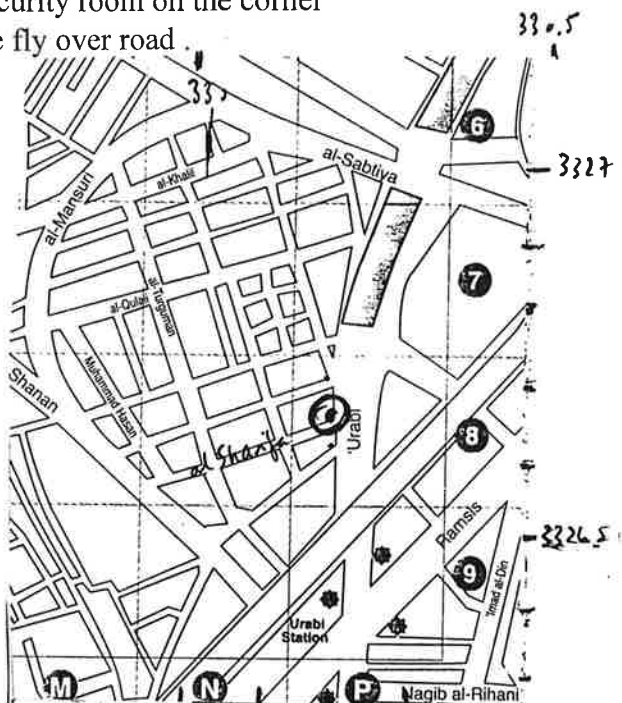 curity room on the corner
e fly over road
330.5
33
6
3327
al-Sabtiya
al-Khalil
al-Mansuri
7
al-Qulali
al-Turguman
Muhammad Hasan
Shanan
8
'Urabi
al Sharifa
3326.5
Ramsis
9
'Imad al-Din
Urabi
Station
M
N
P
Nagib al-Rihani